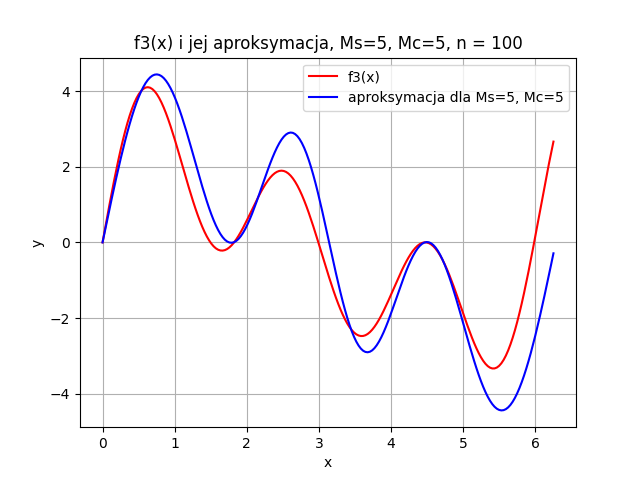 f3(x) i jej aproksymacja, Ms=5, Mc=5, n = 100
f3(x)
aproksymacja dla Ms=5, Mc=5
y
4
2
0
−2
−4
0 1 2 3 4 5 6
x